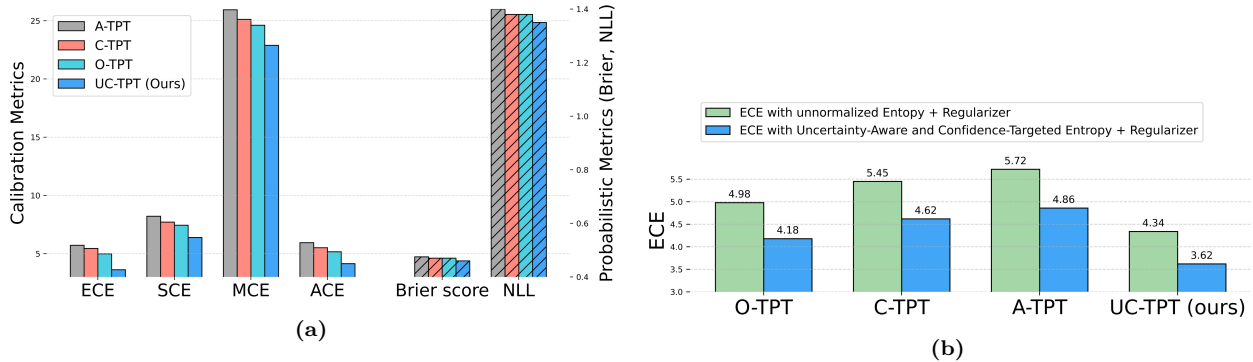 A-TPT
C-TPT
O-TPT
UC-TPT (Ours)
Calibration Metrics
25
20
15
10
5
Probabilistic Metrics (Brier, NLL)
1.4
1.2
1.0
0.8
0.6
0.4
ECE
SCE
MCE
ACE
Brier score
NLL
(a)
ECE with unnormalized Entopy + Regularizer
ECE with Uncertainty-Aware and Confidence-Targeted Entropy + Regularizer
ECE
5.5
5.0
4.5
4.0
3.5
3.0
4.98
4.18
5.45
4.62
5.72
4.86
4.34
3.62
O-TPT
C-TPT
A-TPT
UC-TPT (ours)
(b)